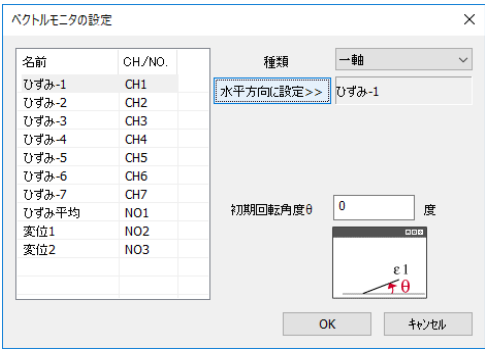 ベクトルモニタの設定
名前 CH/NO.
ひずみ-1 CH1
ひずみ-2 CH2
ひずみ-3 CH3
ひずみ-4 CH4
ひずみ-5 CH5
ひずみ-6 CH6
ひずみ-7 CH7
ひずみ平均 NO1
変位1 NO2
変位2 NO3
種類 一軸
水平方向に設定>> ひずみ-1
初期回転角度θ 0 度
ε1
θ
OK キャンセル